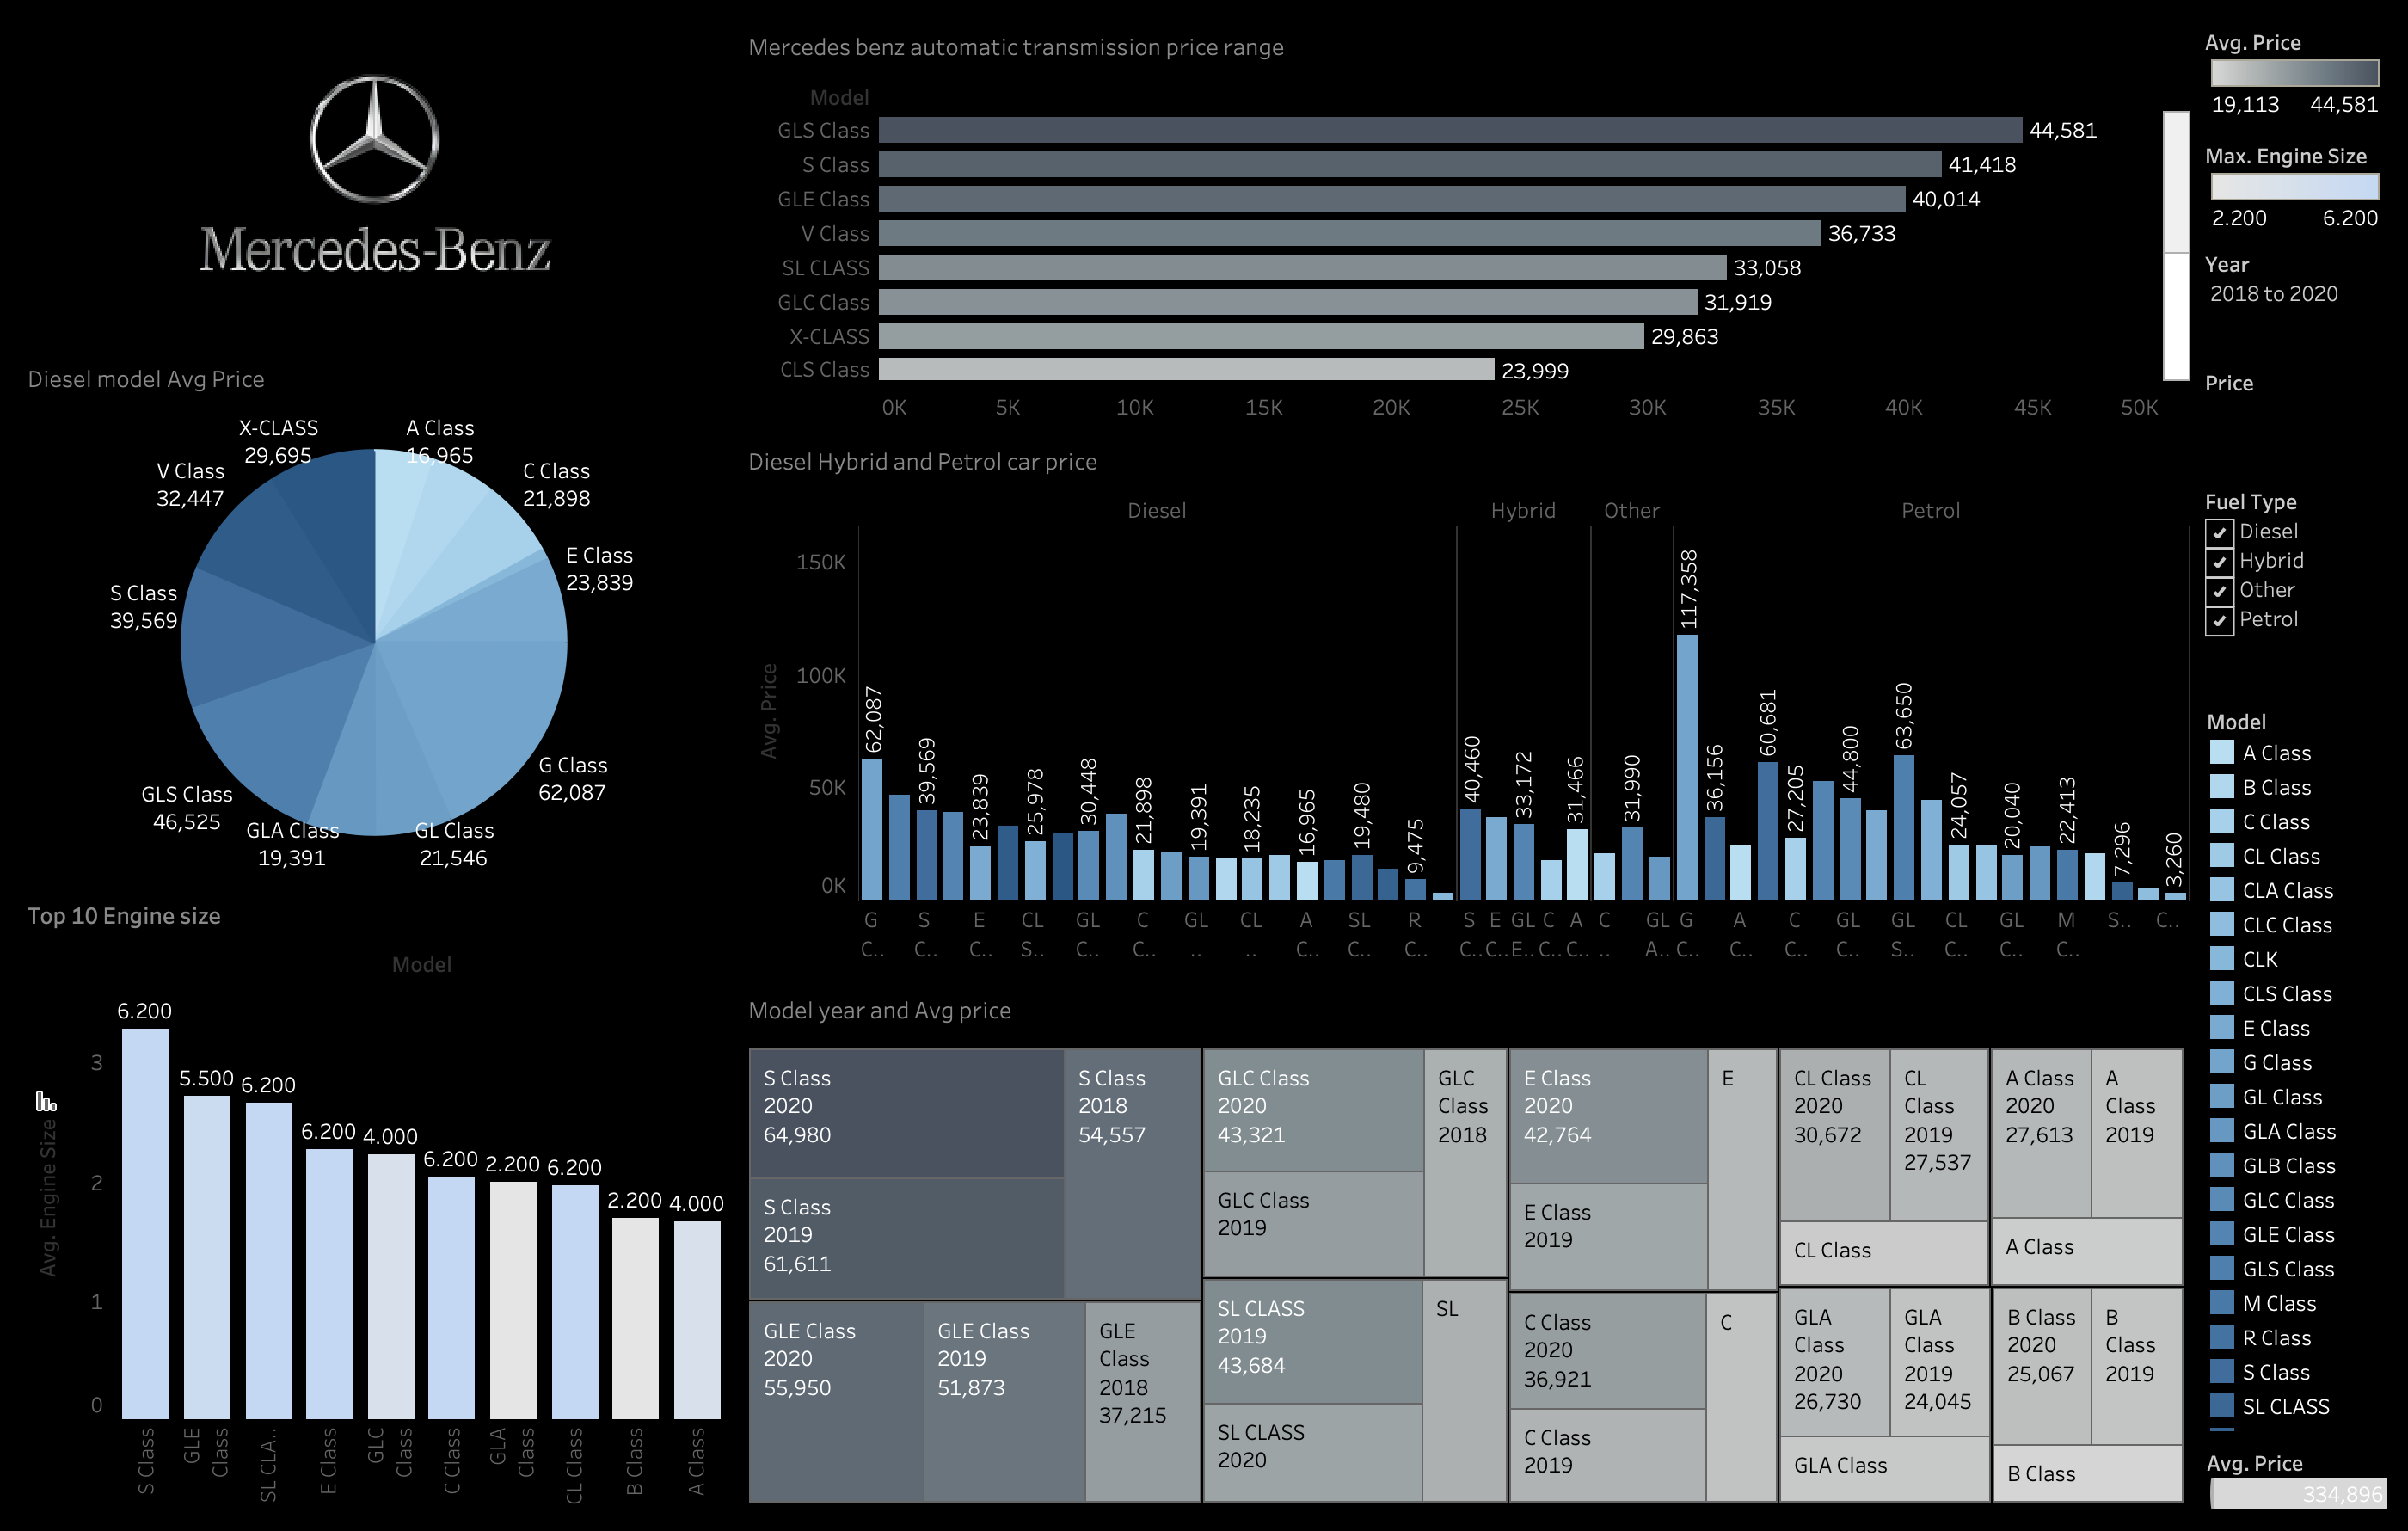 Mercedes-Benz
Mercedes benz automatic transmission price range
Model
GLS Class 44,581
S Class 41,418
GLE Class 40,014
V Class 36,733
SL CLASS 33,058
GLC Class 31,919
X-CLASS 29,863
CLS Class 23,999
0K 5K 10K 15K 20K 25K 30K 35K 40K 45K 50K
Avg. Price
19,113 44,581
Max. Engine Size
2.200 6.200
Year
2018 to 2020
Price
Diesel model Avg Price
X-CLASS
29,695
A Class
16,965
V Class
32,447
C Class
21,898
E Class
23,839
S Class
39,569
G Class
62,087
GLS Class
46,525
GLA Class
19,391
GL Class
21,546
Diesel Hybrid and Petrol car price
Diesel Hybrid Other Petrol
Avg. Price
150K
100K
50K
0K
62,087 39,569 23,839 25,978 30,448 21,898 19,391 18,235 16,965 19,480 9,475 40,460 33,172 31,466 31,990 117,358 36,156 60,681 27,205 44,800 63,650 24,057 20,040 22,413 7,296 3,260
G S E CL GL C GL CL A SL R S E GL C A C GL G A C GL GL CL GL M S.. C..
C.. C.. C.. S.. C.. C.. .. .. C.. C.. C.. C.. C.. E.. C.. C.. .. A.. C.. C.. C.. C.. S.. C.. C.. C..
Fuel Type
Diesel
Hybrid
Other
Petrol
Model
A Class
B Class
C Class
CL Class
CLA Class
CLC Class
CLK
CLS Class
E Class
G Class
GL Class
GLA Class
GLB Class
GLC Class
GLE Class
GLS Class
M Class
R Class
S Class
SL CLASS
Avg. Price
334,896
Top 10 Engine size
Model
Avg. Engine Size
3
2
1
0
6.200 5.500 6.200 6.200 4.000 6.200 2.200 6.200 2.200 4.000
S Class
GLE Class
SL CLA..
E Class
GLC Class
C Class
GLA Class
CL Class
B Class
A Class
Model year and Avg price
S Class
2020
64,980
S Class
2018
54,557
S Class
2019
61,611
GLE Class
2020
55,950
GLE Class
2019
51,873
GLE
Class
2018
37,215
GLC Class
2020
43,321
GLC
Class
2018
GLC Class
2019
SL CLASS
2019
43,684
SL
SL CLASS
2020
E Class
2020
42,764
E
E Class
2019
C Class
2020
36,921
C
C Class
2019
CL Class
2020
30,672
CL
Class
2019
27,537
CL Class
GLA
Class
2020
26,730
GLA
Class
2019
24,045
GLA Class
A Class
2020
27,613
A
Class
2019
A Class
B Class
2020
25,067
B
Class
2019
B Class